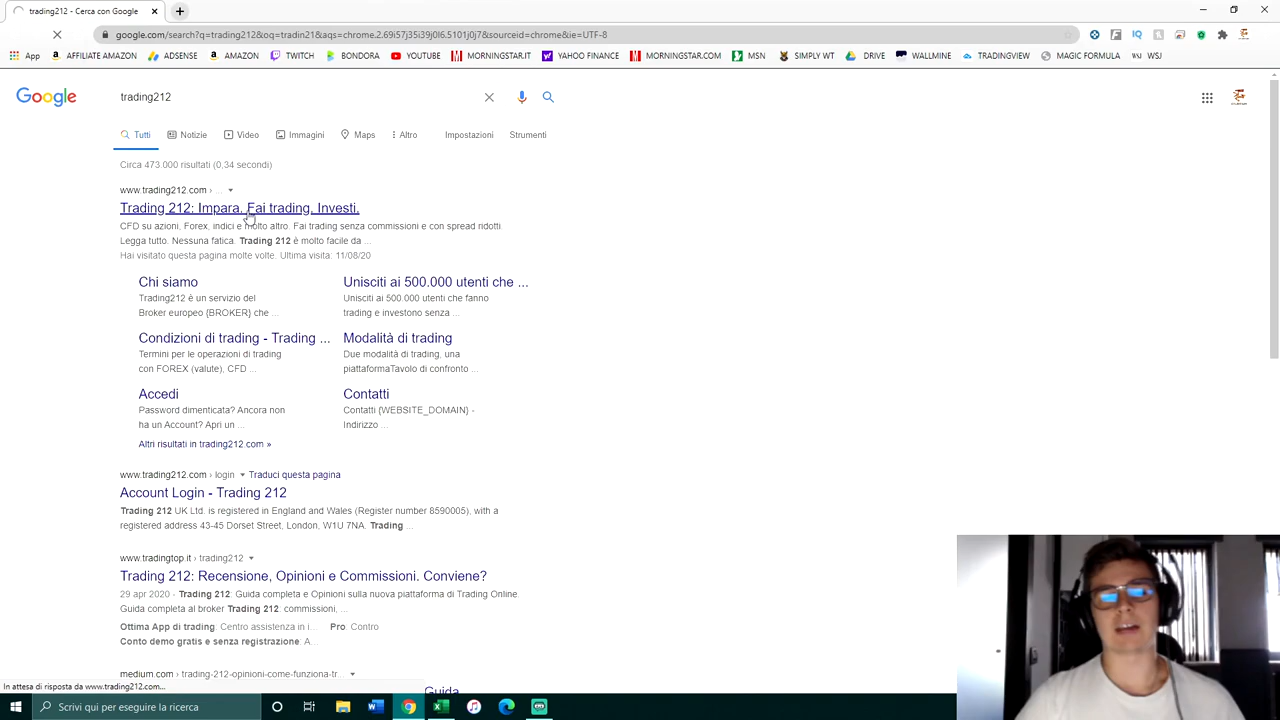 trading212 - Cerca con Google
google.com/search?q=trading212&oq=tradin21&aqs=chrome.2.69i57j35i39j0l6.5101j0j7&sourceid=chrome&ie=UTF-8
App AFFILIATE AMAZON ADSENSE AMAZON TWITCH BONDORA YOUTUBE MORNINGSTAR.IT YAHOO FINANCE MORNINGSTAR.COM MSN SIMPLY WT DRIVE WALLMINE TRADINGVIEW MAGIC FORMULA WSJ
Google trading212
Tutti Notizie Video Immagini Maps Altro Impostazioni Strumenti
Circa 473.000 risultati (0,34 secondi)
www.trading212.com › ...
Trading 212: Impara. Fai trading. Investi.
CFD su azioni, Forex, indici e molto altro. Fai trading senza commissioni e con spread ridotti.
Legga tutto. Nessuna fatica. Trading 212 è molto facile da ...
Hai visitato questa pagina molte volte. Ultima visita: 11/08/20
Chi siamo
Trading212 è un servizio del
Broker europeo {BROKER} che ...
Unisciti ai 500.000 utenti che ...
Unisciti ai 500.000 utenti che fanno
trading e investono senza ...
Condizioni di trading - Trading ...
Termini per le operazioni di trading
con FOREX (valute), CFD ...
Modalità di trading
Due modalità di trading, una
piattaformaTavolo di confronto ...
Accedi
Password dimenticata? Ancora non
ha un Account? Apri un ...
Contatti
Contatti {WEBSITE_DOMAIN} -
Indirizzo ...
Altri risultati in trading212.com »
www.trading212.com › login Traduci questa pagina
Account Login - Trading 212
Trading 212 UK Ltd. is registered in England and Wales (Register number 8590005), with a
registered address 43-45 Dorset Street, London, W1U 7NA. Trading ...
www.tradingtop.it › trading212
Trading 212: Recensione, Opinioni e Commissioni. Conviene?
29 apr 2020 - Trading 212: Guida completa e Opinioni sulla nuova piattaforma di Trading Online.
Guida completa al broker Trading 212: commissioni, ...
Ottima App di trading: Centro assistenza in i... Pro: Contro
Conto demo gratis e senza registrazione: A...
medium.com › trading-212-opinioni-come-funziona-tr...
Guida
In attesa di risposta da www.trading212.com...
Scrivi qui per eseguire la ricerca